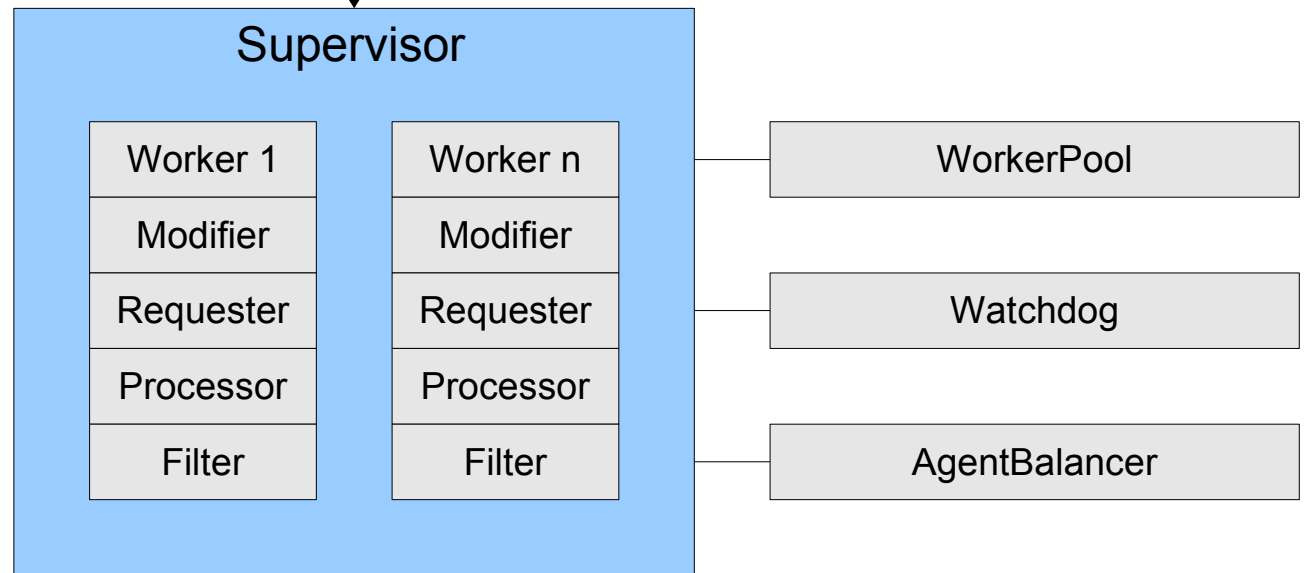 Supervisor
Worker 1
Modifier
Requester
Processor
Filter
Worker n
Modifier
Requester
Processor
Filter
WorkerPool
Watchdog
AgentBalancer